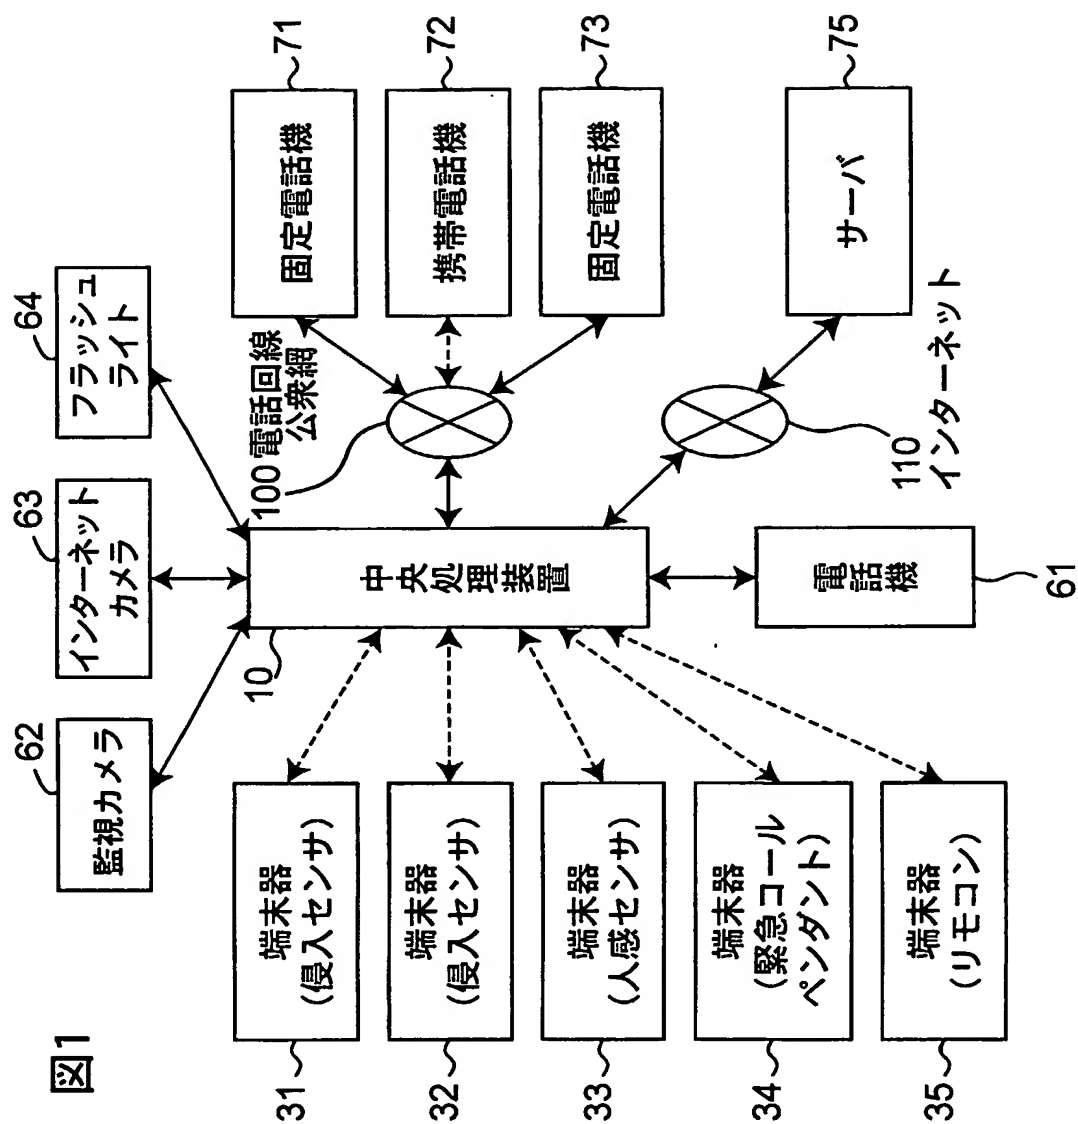 図1
監視カメラ
62
インターネット
カメラ
63
フラッシュ
ライト
64
端末器
(侵入センサ)
31
端末器
(侵入センサ)
32
端末器
(人感センサ)
33
端末器
(緊急コール
ペンダント)
34
端末器
(リモコン)
35
10
中央処理装置
電話機
61
100 電話回線
公衆網
110
インターネット
固定電話機
71
携帯電話機
72
固定電話機
73
サーバ
75